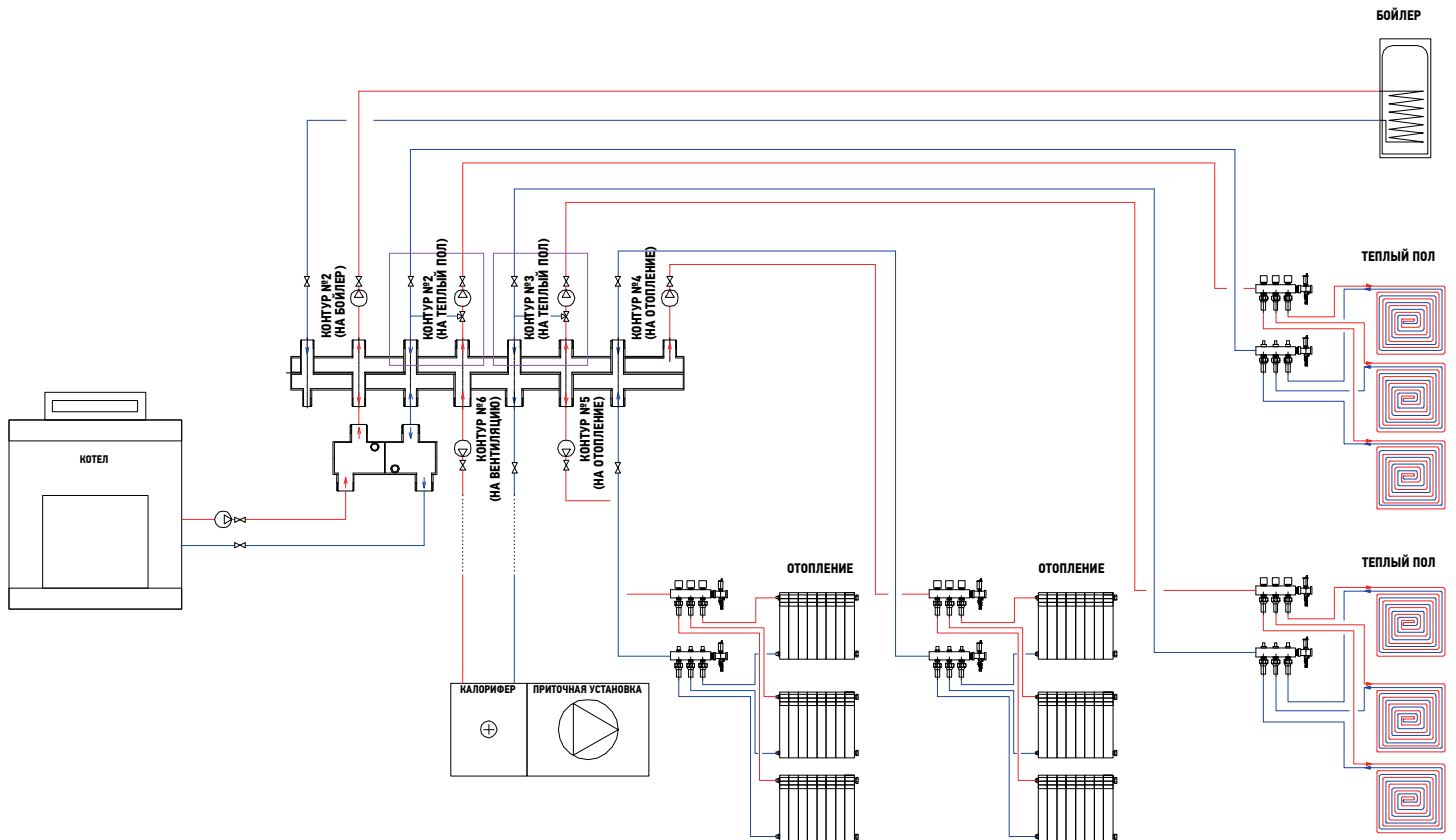 БОЙЛЕР
КОНТУР №2
(НА БОЙЛЕР)
КОНТУР №2
(НА ТЕПЛЫЙ ПОЛ)
КОНТУР №3
(НА ТЕПЛЫЙ ПОЛ)
КОНТУР №4
(НА ОТОПЛЕНИЕ)
ТЕПЛЫЙ ПОЛ
КОТЕЛ
КОНТУР №6
(НА ВЕНТИЛЯЦИЮ)
КОНТУР №5
(НА ОТОПЛЕНИЕ)
ОТОПЛЕНИЕ
ОТОПЛЕНИЕ
ТЕПЛЫЙ ПОЛ
КАЛОРИФЕР
ПРИТОЧНАЯ УСТАНОВКА